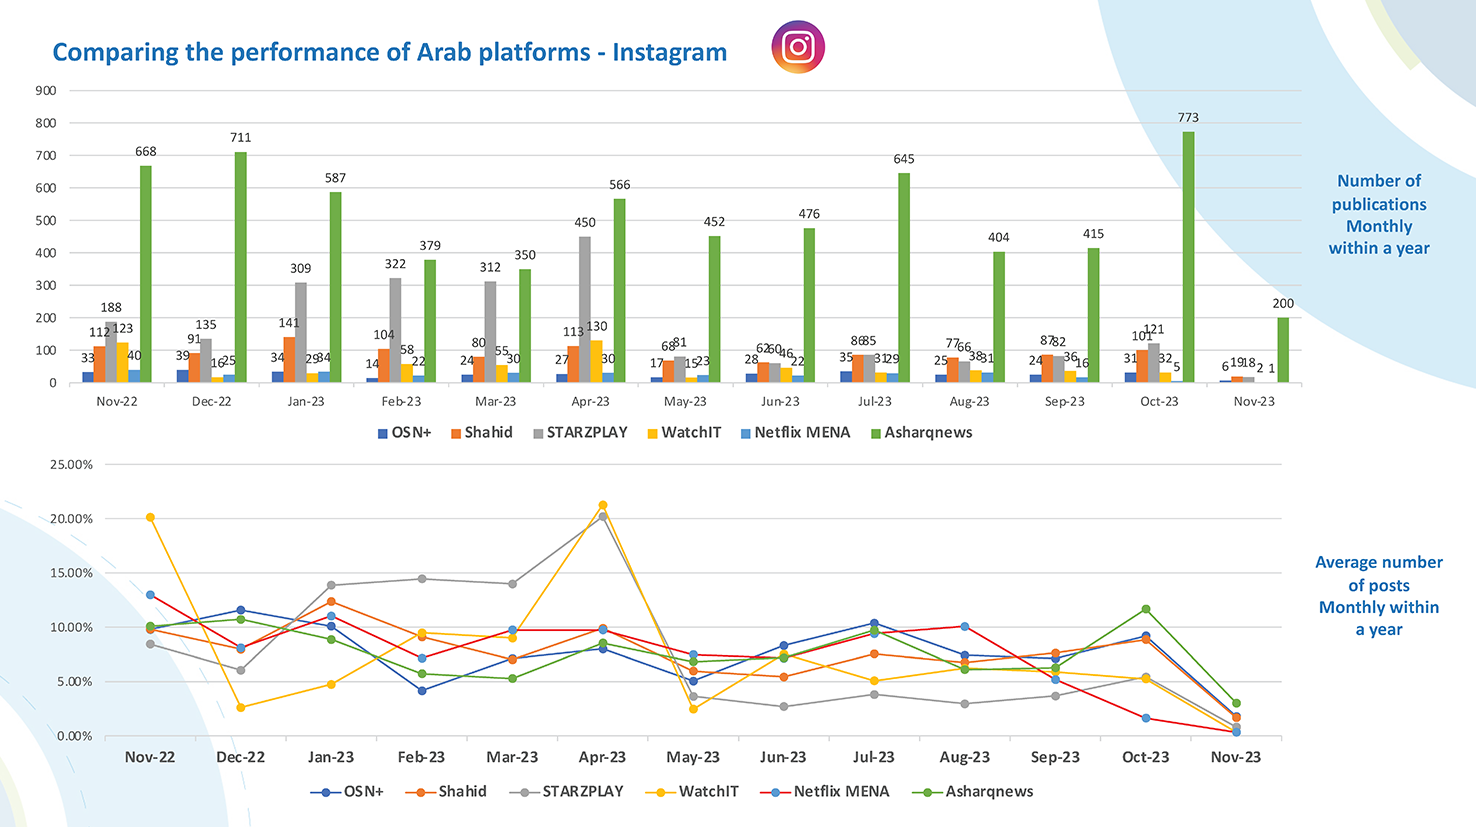 Comparing the performance of Arab platforms - Instagram
900
800
700
600
500
400
300
200
100
0
33 112 188 123 40 668
39 91 135 16 25 711
34 141 309 29 34 587
14 104 322 58 22 379
24 80 312 55 30 350
27 113 450 130 30 566
17 68 81 15 23 452
28 62 60 46 22 476
35 86 85 31 29 645
25 77 66 38 31 404
24 87 82 36 16 415
31 101 121 32 5 773
6 19 18 2 1 200
Nov-22 Dec-22 Jan-23 Feb-23 Mar-23 Apr-23 May-23 Jun-23 Jul-23 Aug-23 Sep-23 Oct-23 Nov-23
OSN+ Shahid STARZPLAY WatchIT Netflix MENA Asharqnews
Number of
publications
Monthly
within a year
25.00%
20.00%
15.00%
10.00%
5.00%
0.00%
Nov-22 Dec-22 Jan-23 Feb-23 Mar-23 Apr-23 May-23 Jun-23 Jul-23 Aug-23 Sep-23 Oct-23 Nov-23
OSN+ Shahid STARZPLAY WatchIT Netflix MENA Asharqnews
Average number
of posts
Monthly within
a year